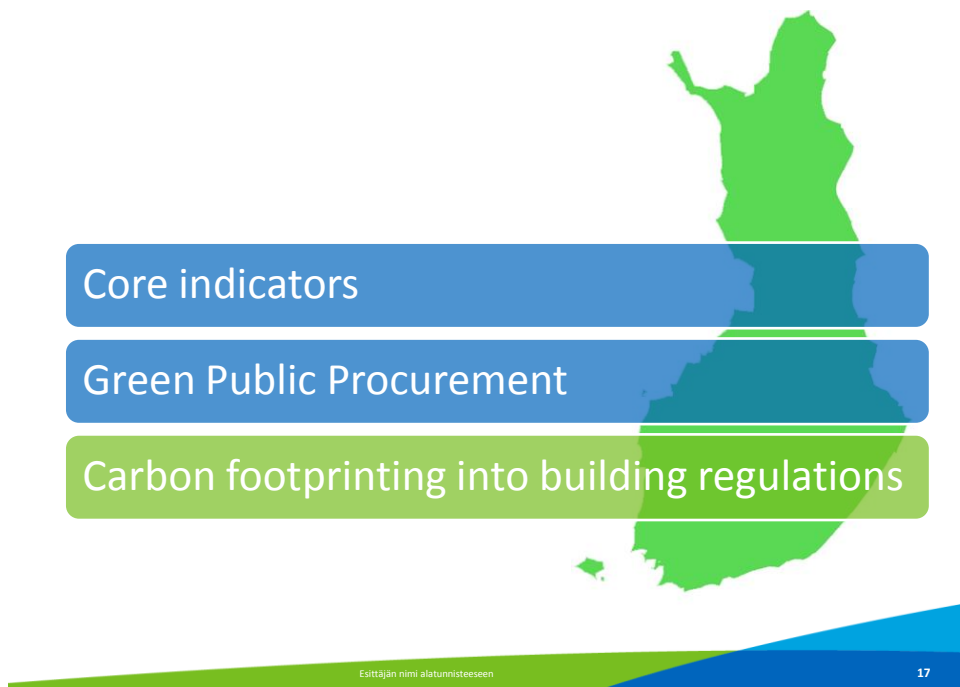 Core indicators
Green Public Procurement
Carbon footprinting into building regulations
Esittäjän nimi alatunnisteeseen
17